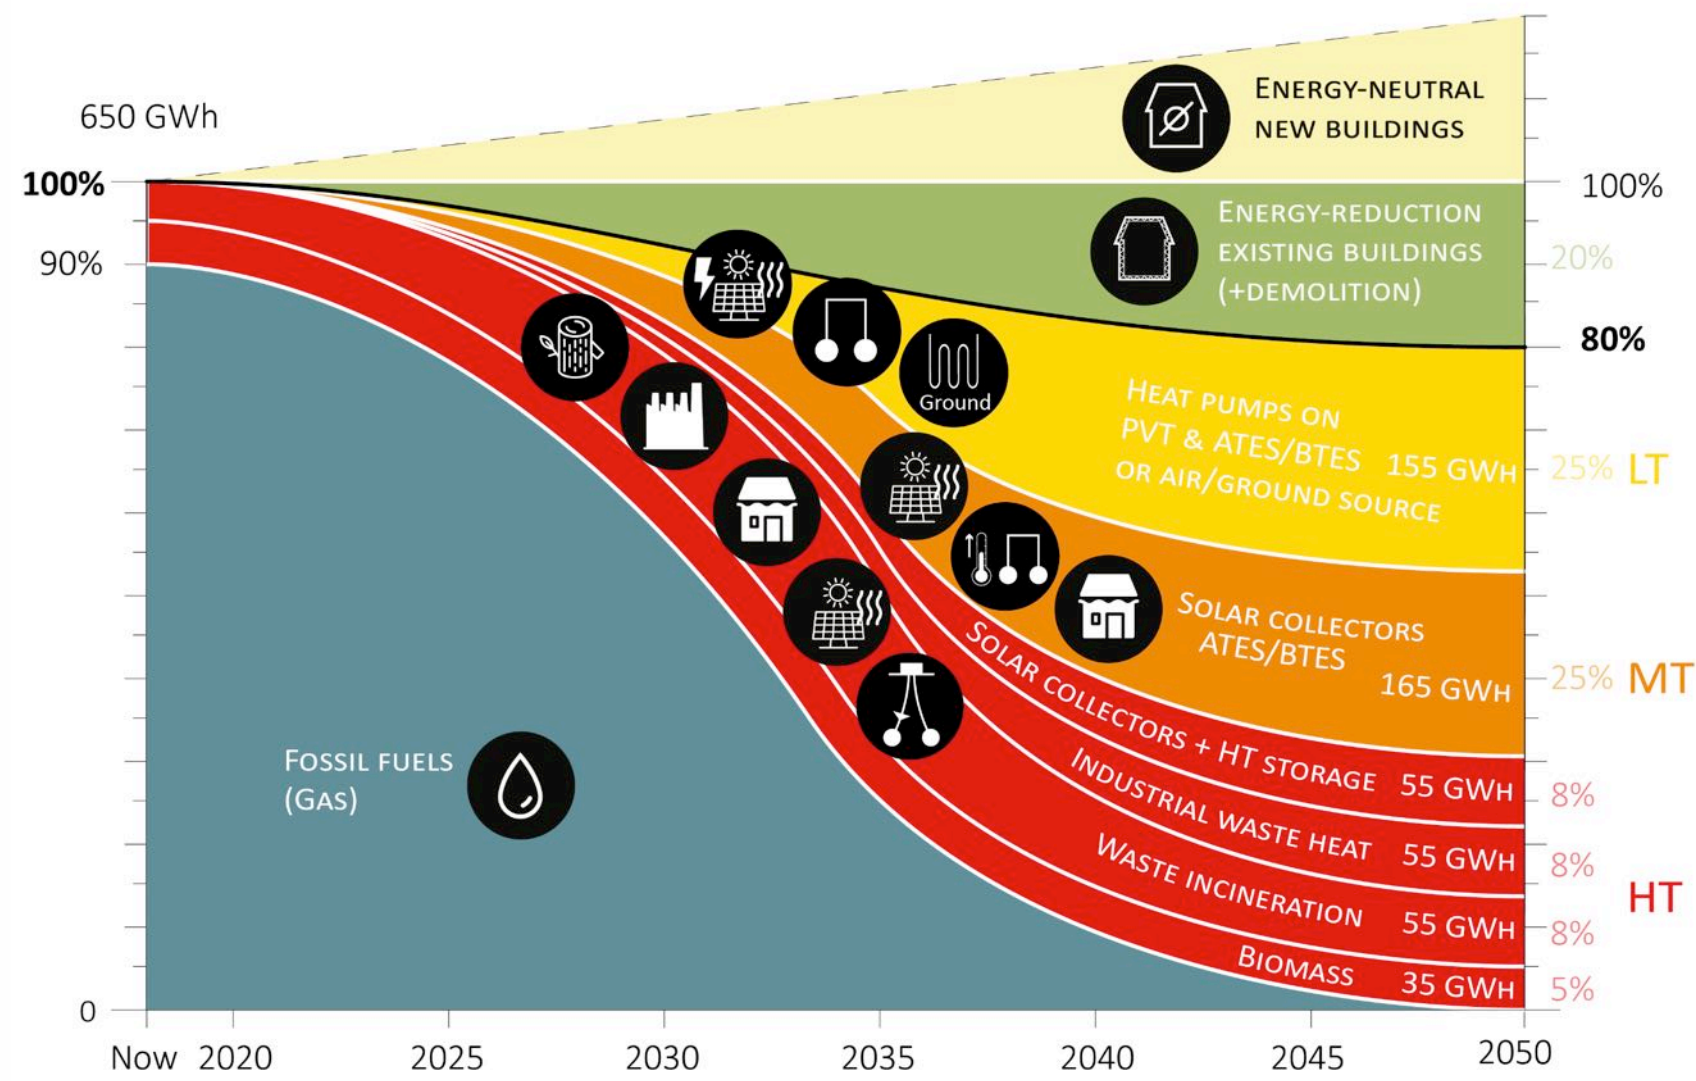 650 GWh
100%
90%
0
Energy-neutral
new buildings
100%
Energy-reduction
existing buildings
(+demolition)
20%
80%
Ground
Heat pumps on
PVT & ATES/BTES 155 GWh
or air/ground source
25% LT
Solar collectors
ATES/BTES
165 GWh
25% MT
Solar collectors + HT storage 55 GWh
8%
Industrial waste heat 55 GWh
8%
Waste incineration 55 GWh
8%
HT
Biomass 35 GWh
5%
Fossil fuels
(Gas)
Now 2020 2025 2030 2035 2040 2045 2050